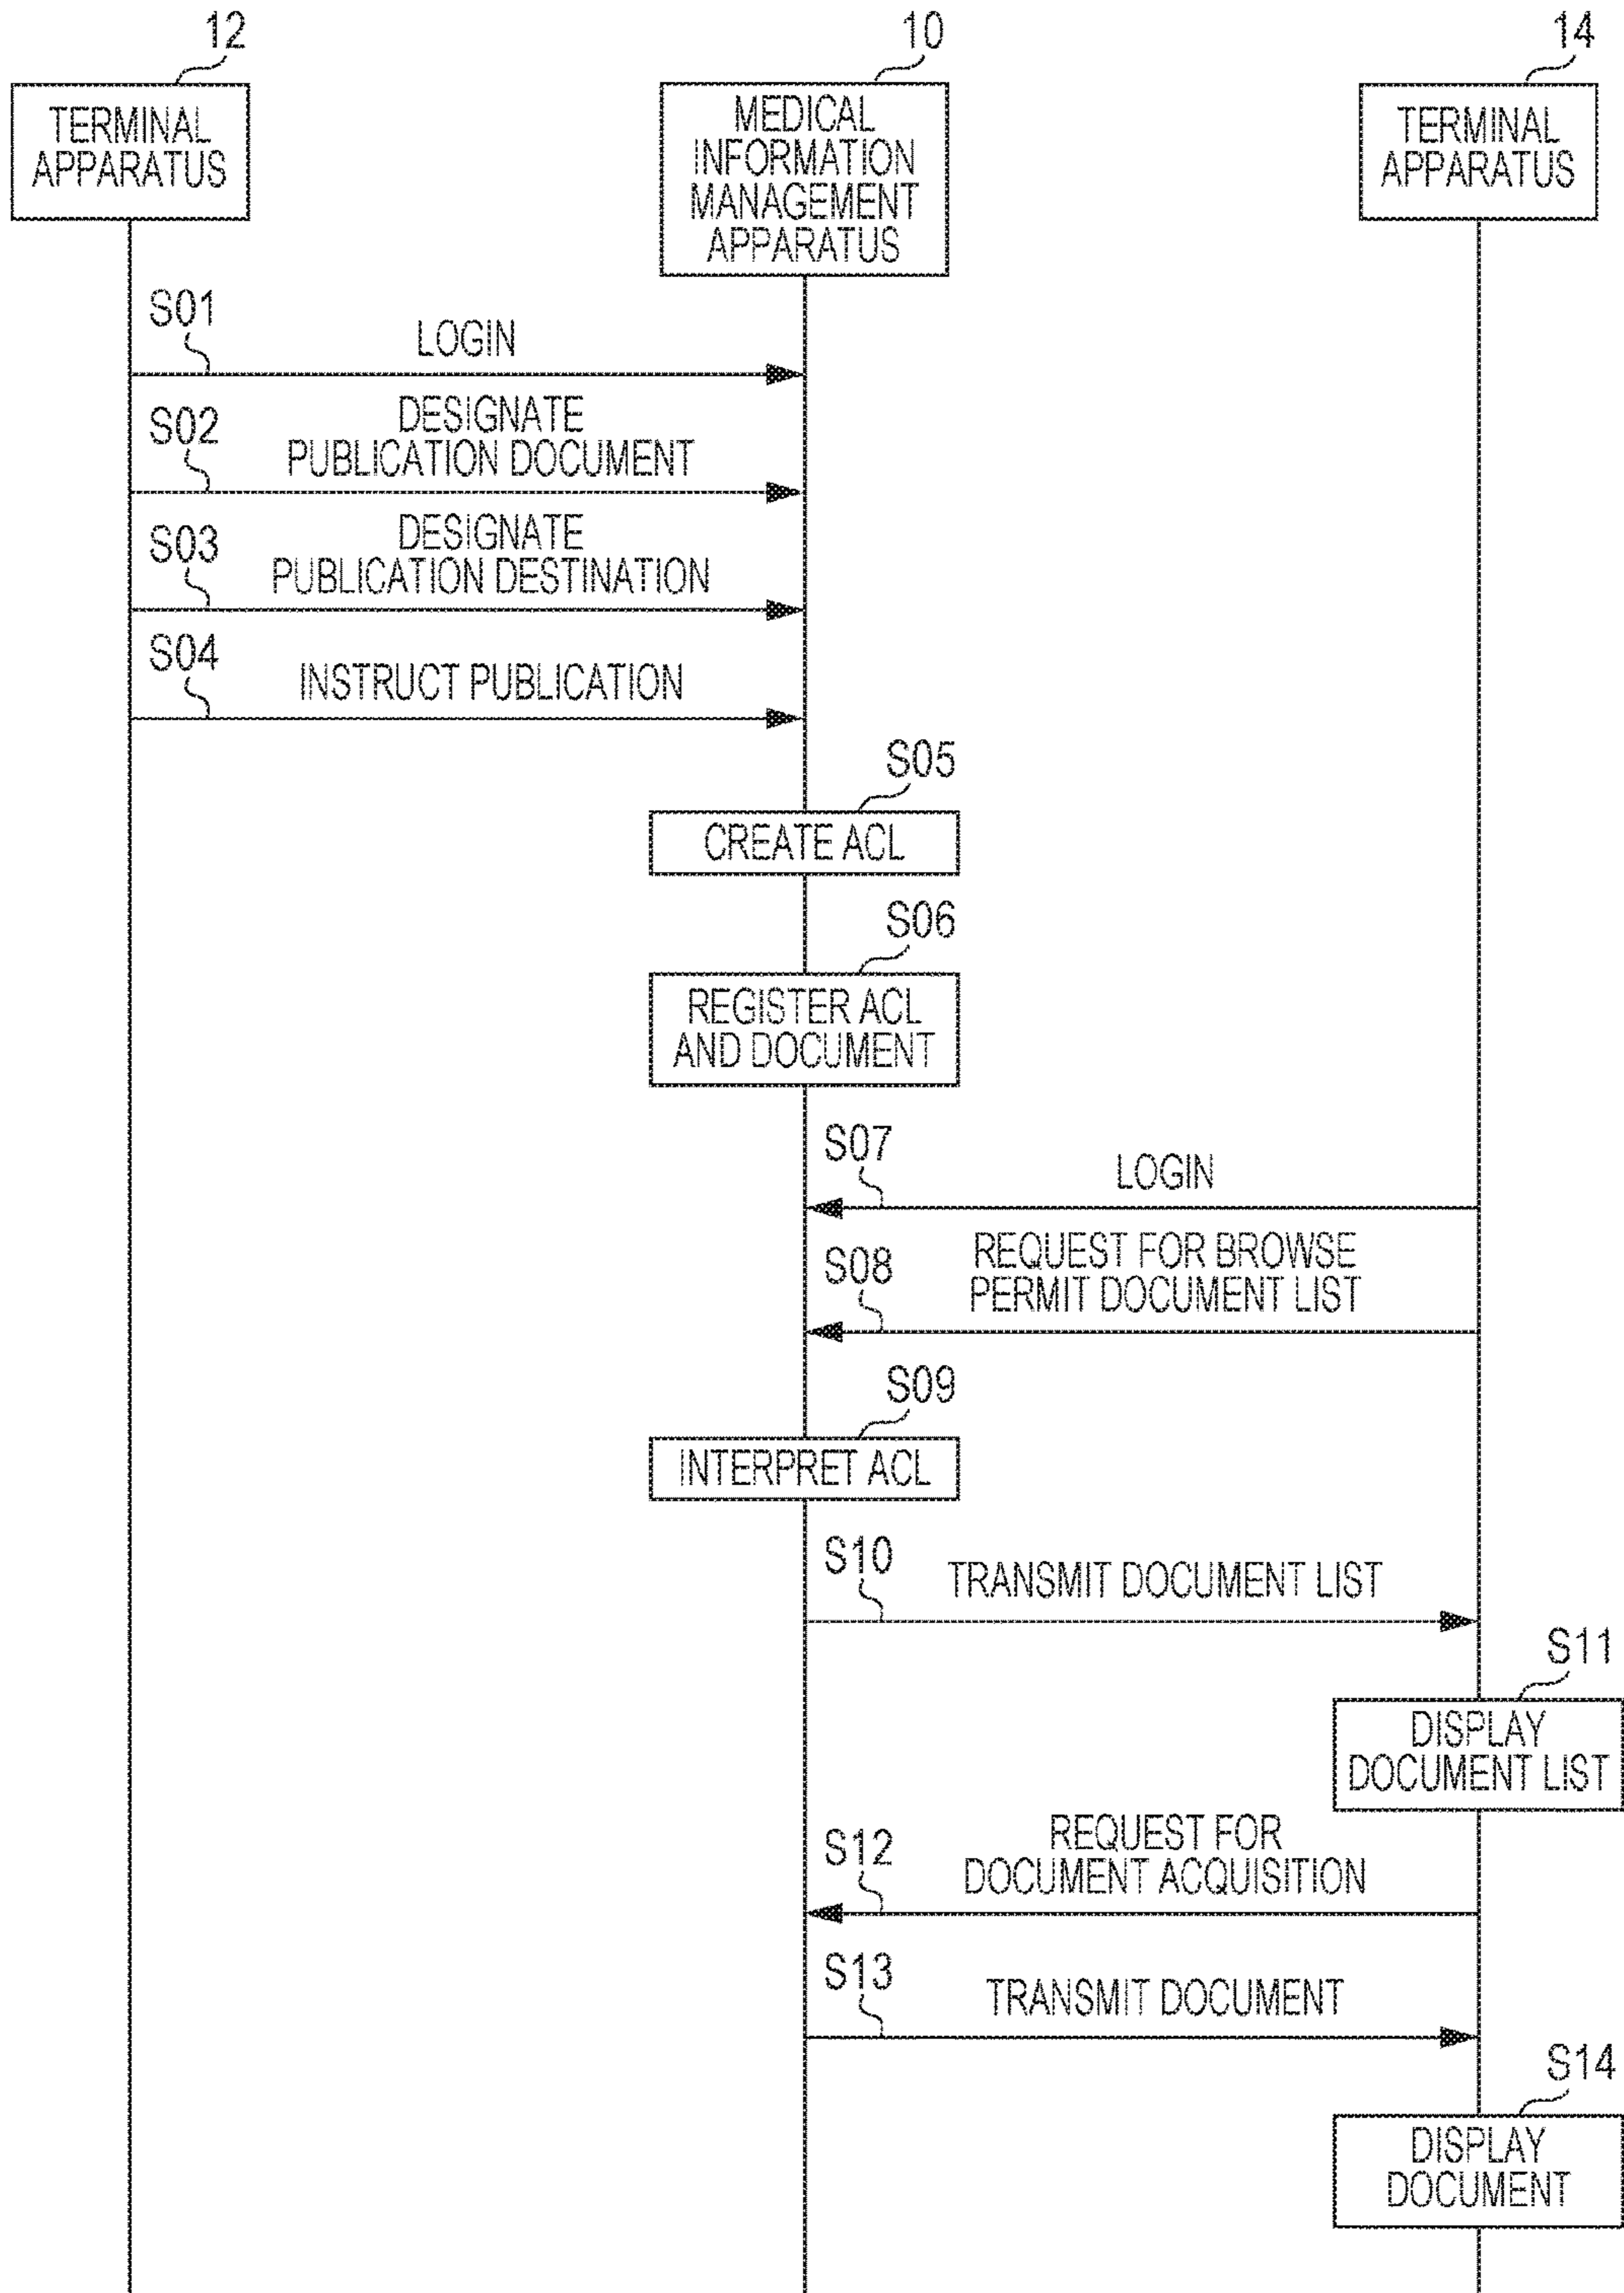 12
10
14
TERMINAL
APPARATUS
MEDICAL
INFORMATION
MANAGEMENT
APPARATUS
TERMINAL
APPARATUS
S01
LOGIN
S02
DESIGNATE
PUBLICATION DOCUMENT
S03
DESIGNATE
PUBLICATION DESTINATION
S04
INSTRUCT PUBLICATION
S05
CREATE ACL
S06
REGISTER ACL
AND DOCUMENT
S07
LOGIN
S08
REQUEST FOR BROWSE
PERMIT DOCUMENT LIST
S09
INTERPRET ACL
S10
TRANSMIT DOCUMENT LIST
S11
DISPLAY
DOCUMENT LIST
S12
REQUEST FOR
DOCUMENT ACQUISITION
S13
TRANSMIT DOCUMENT
S14
DISPLAY
DOCUMENT